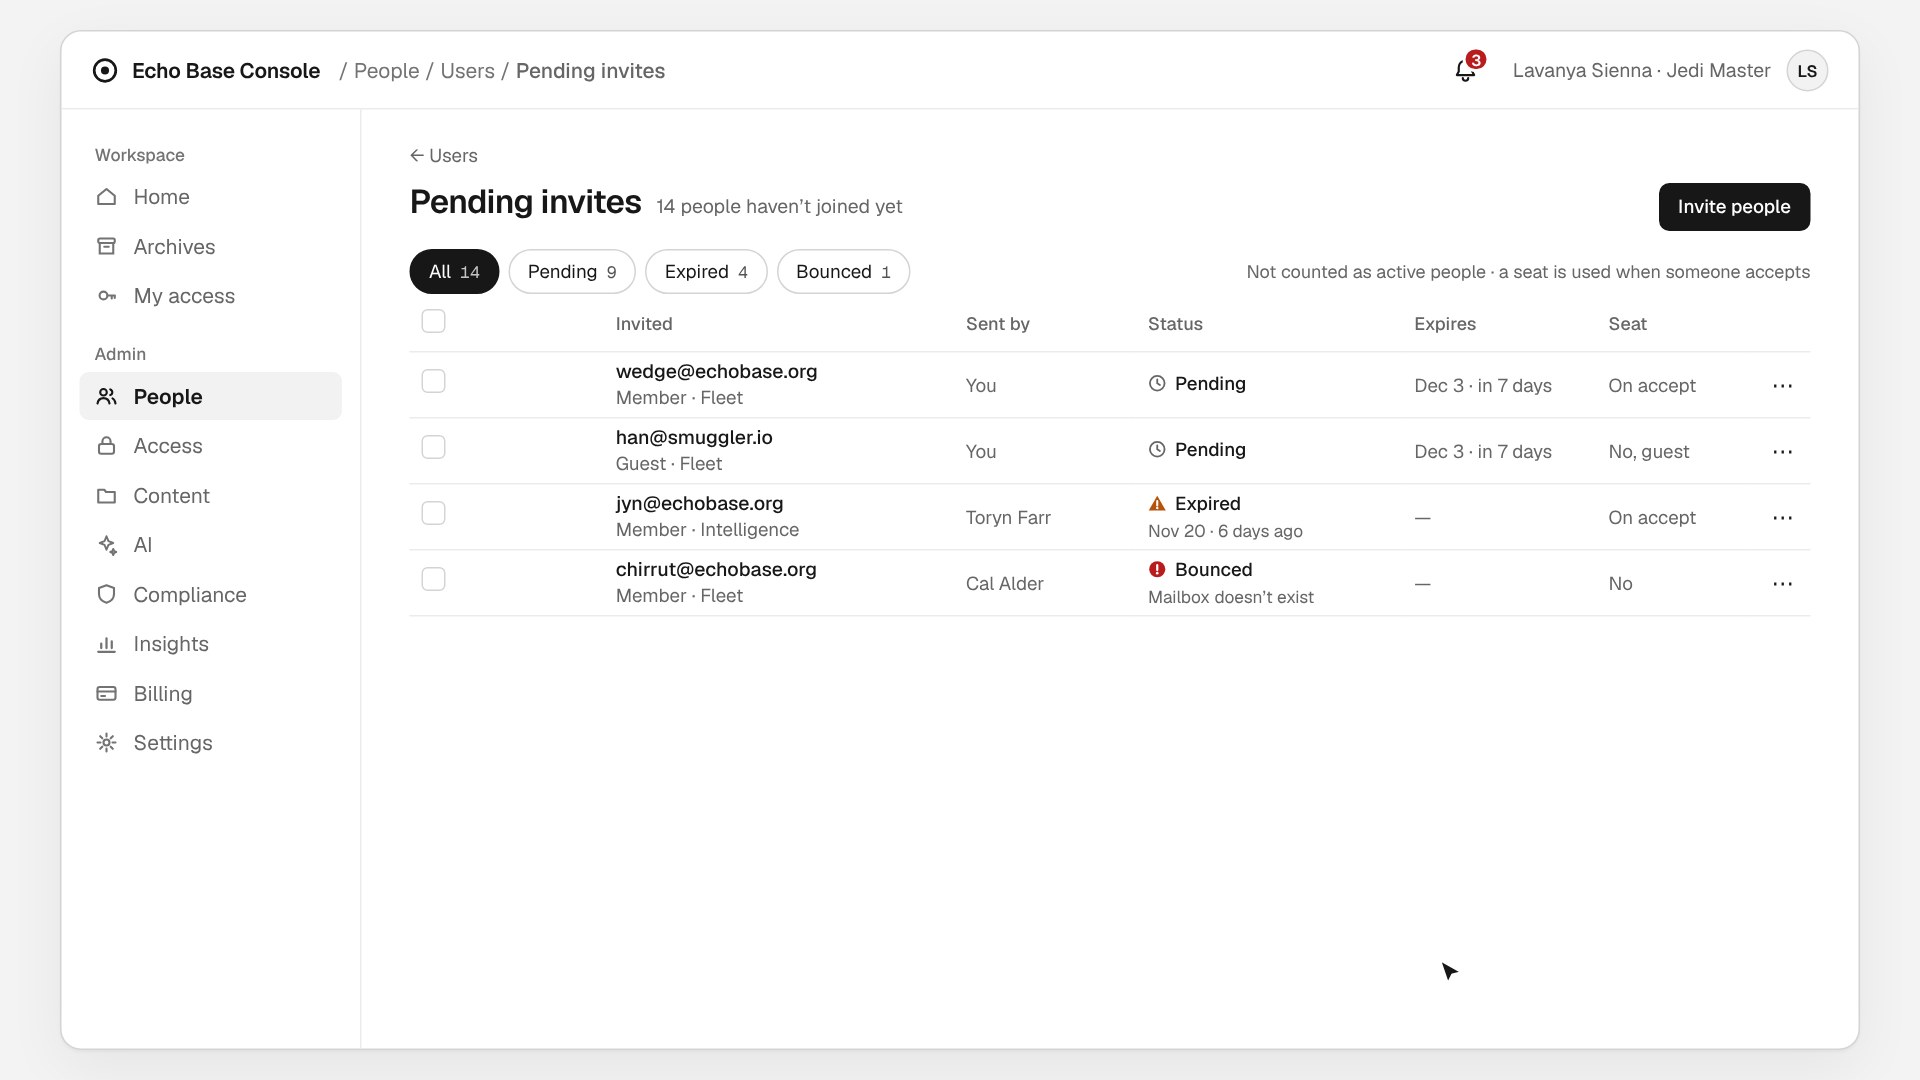 Echo Base Console / People / Users / Pending invites
3
Lavanya Sienna · Jedi Master
LS
Workspace
Home
Archives
My access
Admin
People
Access
Content
AI
Compliance
Insights
Billing
Settings
← Users
Pending invites 14 people haven’t joined yet
Invite people
All 14 Pending 9 Expired 4 Bounced 1
Not counted as active people · a seat is used when someone accepts
Invited Sent by Status Expires Seat
wedge@echobase.org
Member · Fleet
You
Pending
Dec 3 · in 7 days
On accept
···
han@smuggler.io
Guest · Fleet
You
Pending
Dec 3 · in 7 days
No, guest
···
jyn@echobase.org
Member · Intelligence
Toryn Farr
Expired
Nov 20 · 6 days ago
—
On accept
···
chirrut@echobase.org
Member · Fleet
Cal Alder
Bounced
Mailbox doesn’t exist
—
No
···